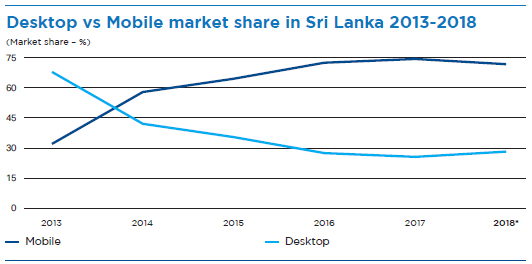 Desktop vs Mobile market share in Sri Lanka 2013-2018
(Market share – %)
75
60
45
30
15
0
2013 2014 2015 2016 2017 2018*
Mobile Desktop